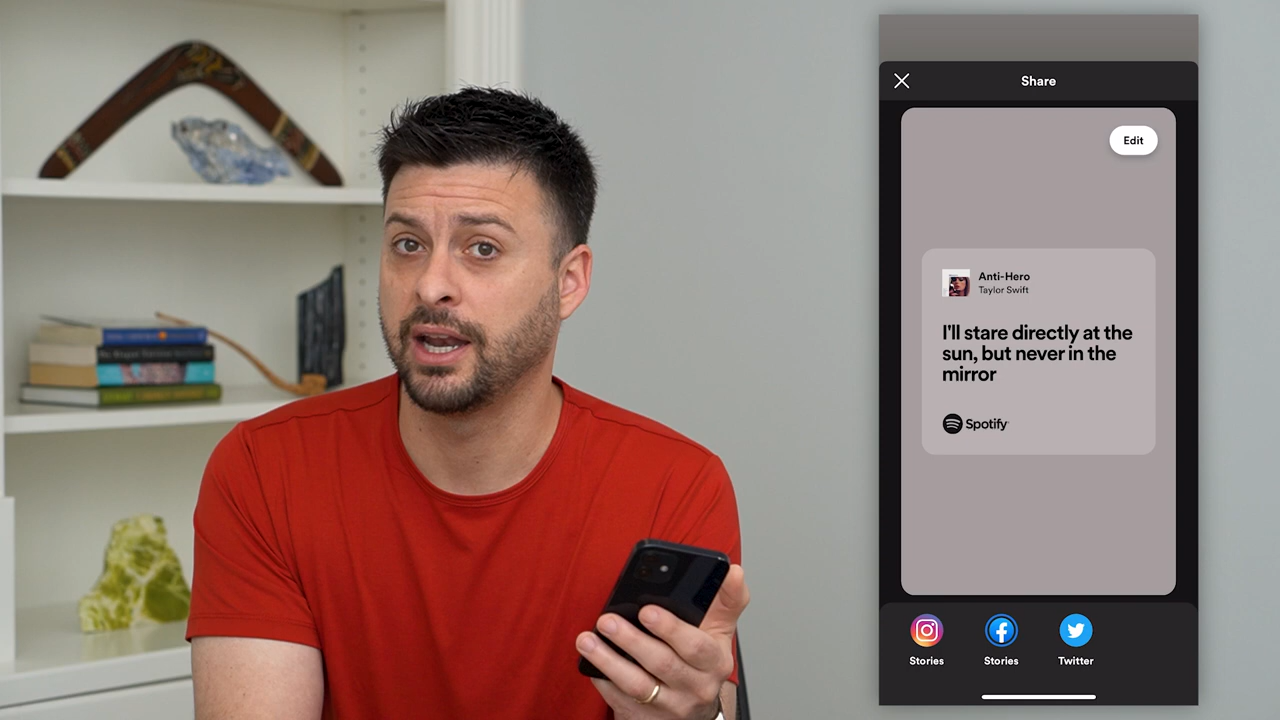 Share
Edit
Anti-Hero
Taylor Swift
I'll stare directly at the
sun, but never in the
mirror
Spotify
Stories
Stories
Twitter